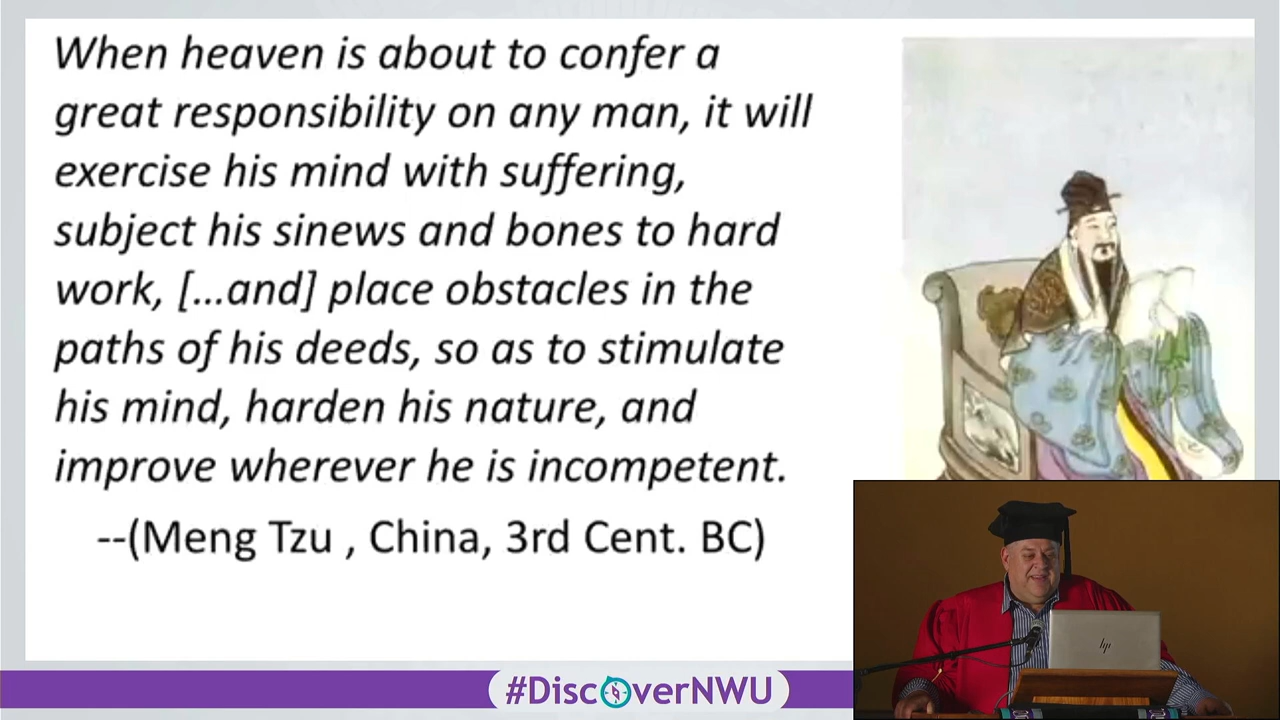 When heaven is about to confer a
great responsibility on any man, it will
exercise his mind with suffering,
subject his sinews and bones to hard
work, [...and] place obstacles in the
paths of his deeds, so as to stimulate
his mind, harden his nature, and
improve wherever he is incompetent.
--(Meng Tzu , China, 3rd Cent. BC)
#DiscoverNWU
hp